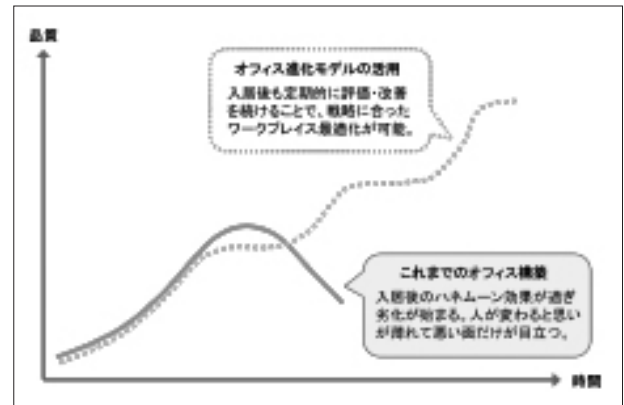 品質
オフィス進化モデルの活用
入居後も定期的に評価・改善
を続けることで、戦略に合った
ワークプレイス最適化が可能。
これまでのオフィス構築
入居後のハネムーン効果が過ぎ
劣化が始まる。人が変わると思い
が薄れて悪い面だけが目立つ。
時間